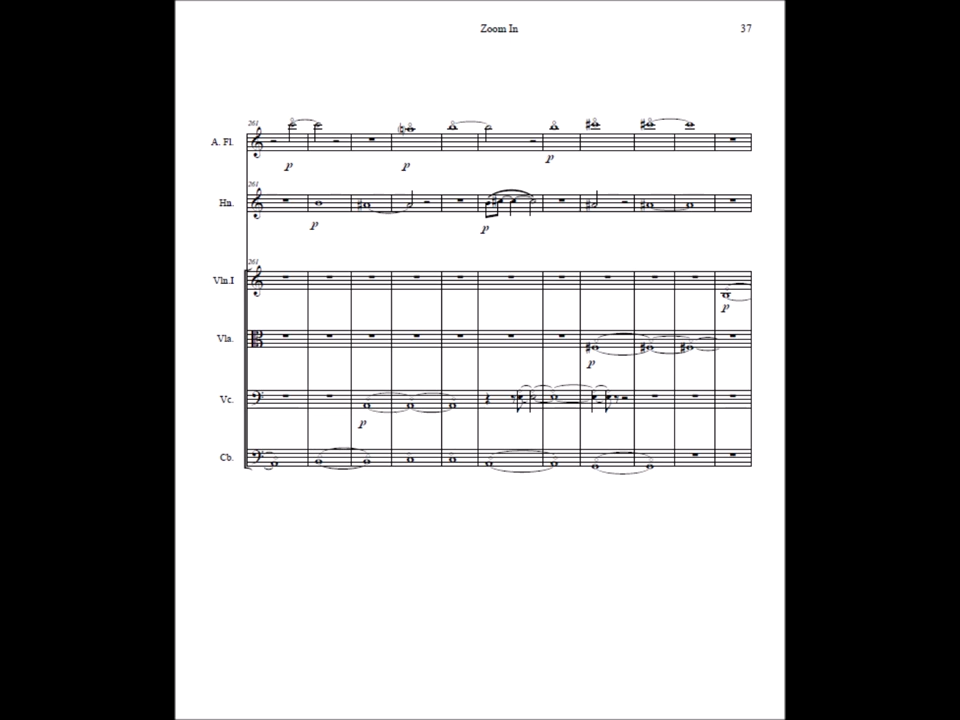 Zoom In 37
261
A. Fl.
p p p
261
Hn.
p p
261
Vln.I
p
Vla.
p
Vc.
p
Cb.